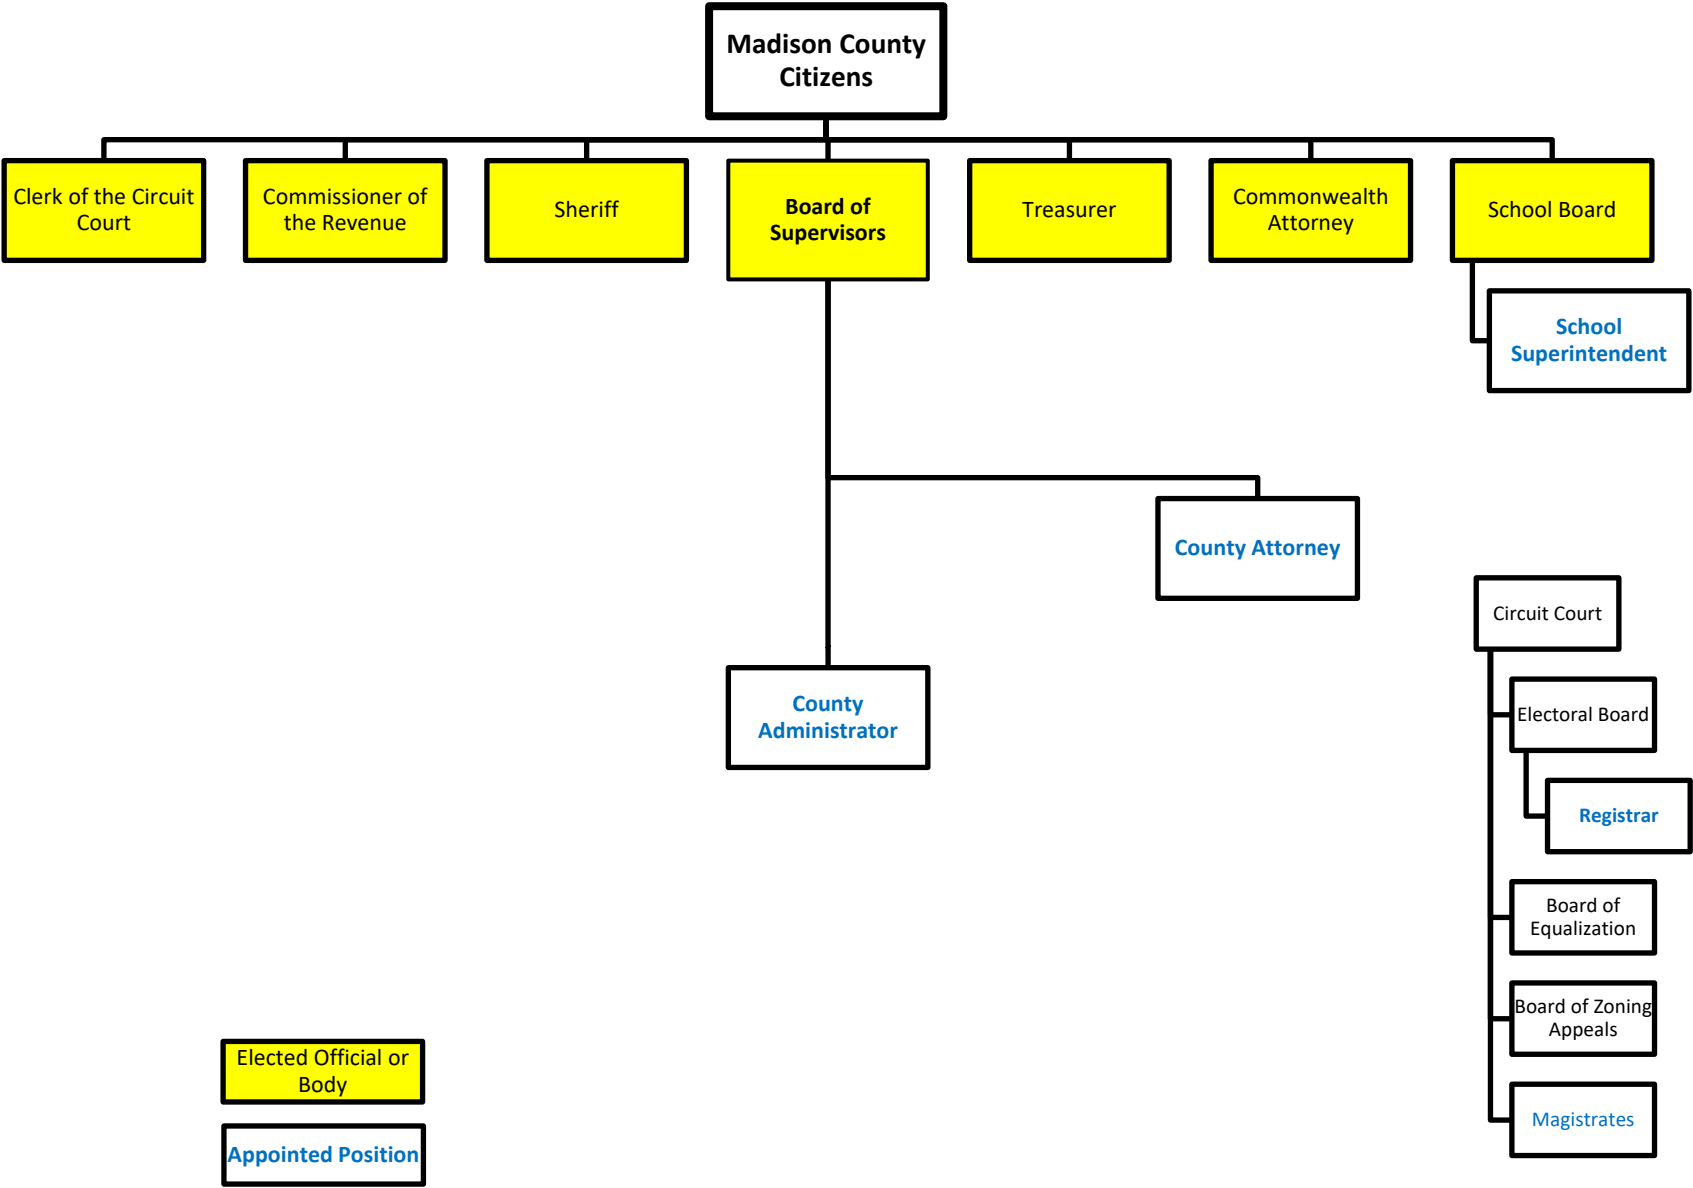 Madison County
Citizens
Clerk of the Circuit
Court
Commissioner of
the Revenue
Sheriff
Board of
Supervisors
Treasurer
Commonwealth
Attorney
School Board
School
Superintendent
County Attorney
County
Administrator
Circuit Court
Electoral Board
Registrar
Board of
Equalization
Board of Zoning
Appeals
Magistrates
Elected Official or
Body
Appointed Position